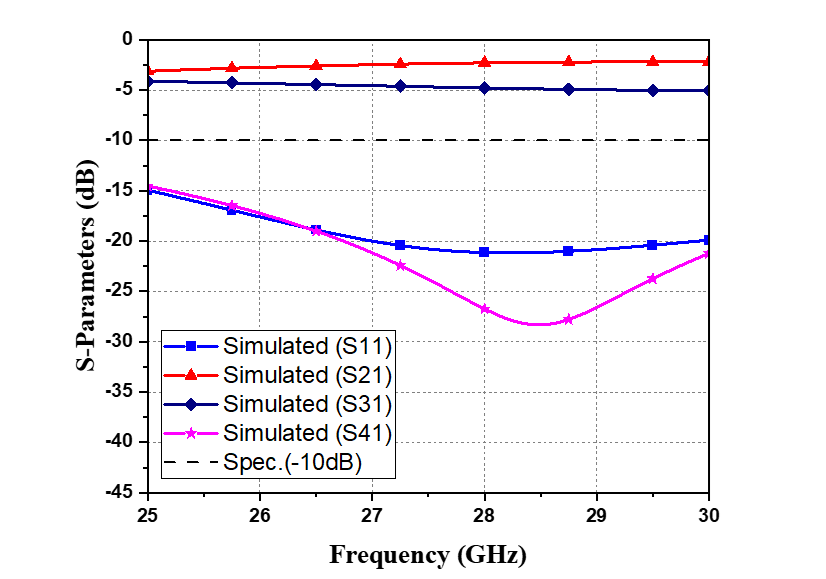 0
-5
-10
-15
-20
-25
-30
-35
-40
-45
S-Parameters (dB)
Simulated (S11)
Simulated (S21)
Simulated (S31)
Simulated (S41)
Spec.(-10dB)
25 26 27 28 29 30
Frequency (GHz)